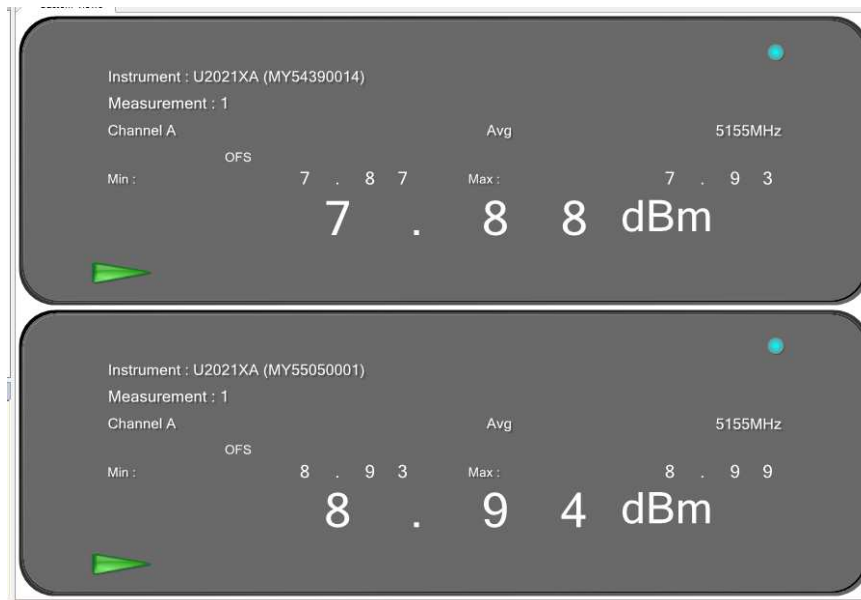 Instrument : U2021XA (MY54390014)
Measurement : 1
Channel A Avg 5155MHz
OFS
Min : 7 . 8 7 Max : 7 . 9 3
7 . 8 8 dBm
Instrument : U2021XA (MY55050001)
Measurement : 1
Channel A Avg 5155MHz
OFS
Min : 8 . 9 3 Max : 8 . 9 9
8 . 9 4 dBm